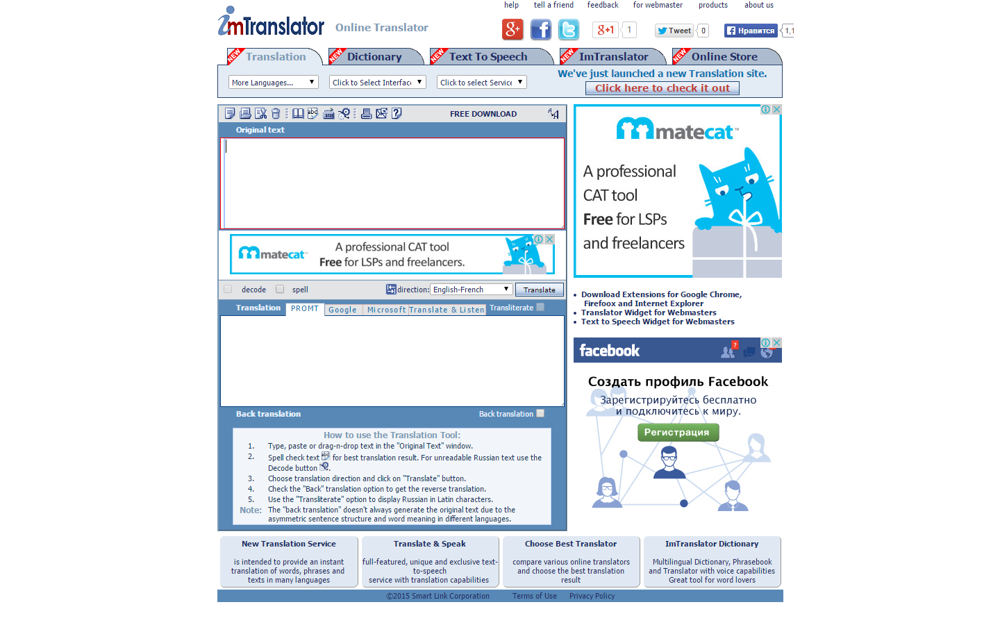 help tell a friend feedback for webmaster products about us
imTranslator Online Translator
g+ f t g+1 1 Tweet 0 Нравится 1,1
NEW Translation NEW Dictionary NEW Text To Speech NEW ImTranslator NEW Online Store
We've just launched a new Translation site.
More Languages... Click to Select Interfac Click to select Service
Click here to check it out
FREE DOWNLOAD
Original text
matecat™
A professional
CAT tool
Free for LSPs
and freelancers
matecat™ A professional CAT tool
Free for LSPs and freelancers.
decode spell direction: English-French Translate
Translation PROMT Google Microsoft Translate & Listen Transliterate
Download Extensions for Google Chrome,
Firefoox and Internet Explorer
Translator Widget for Webmasters
Text to Speech Widget for Webmasters
facebook ?
Создать профиль Facebook
Зарегистрируйтесь бесплатно
и подключитесь к миру.
Регистрация
Back translation Back translation
How to use the Translation Tool:
1. Type, paste or drag-n-drop text in the "Original Text" window.
2. Spell check text abc for best translation result. For unreadable Russian text use the
Decode button .
3. Choose translation direction and click on "Translate" button.
4. Check the "Back" translation option to get the reverse translation.
5. Use the "Transliterate" option to display Russian in Latin characters.
Note: The "back translation" doesn't always generate the original text due to the
asymmetric sentence structure and word meaning in different languages.
New Translation Service
is intended to provide an instant
translation of words, phrases and
texts in many languages
Translate & Speak
full-featured, unique and exclusive text-
to-speech
service with translation capabilities
Choose Best Translator
compare various online translators
and choose the best translation
result
ImTranslator Dictionary
Multilingual Dictionary, Phrasebook
and Translator with voice capabilities
Great tool for word lovers
©2015 Smart Link Corporation Terms of Use Privacy Policy